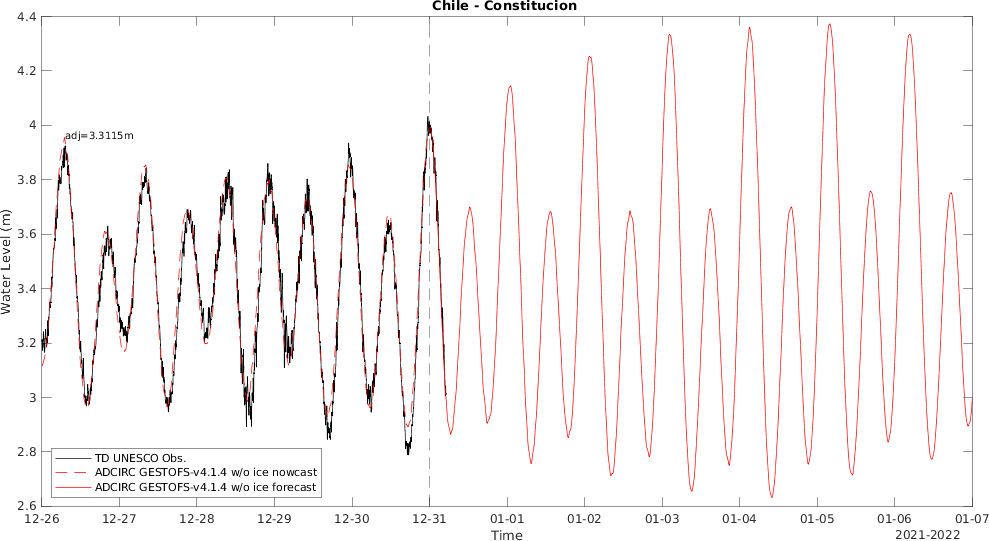 Chile - Constitucion
4.4
4.2
4
3.8
3.6
3.4
3.2
3
2.8
2.6
Water Level (m)
adj=3.3115m
TD UNESCO Obs.
ADCIRC GESTOFS-v4.1.4 w/o ice nowcast
ADCIRC GESTOFS-v4.1.4 w/o ice forecast
12-26 12-27 12-28 12-29 12-30 12-31 01-01 01-02 01-03 01-04 01-05 01-06 01-07
Time
2021-2022